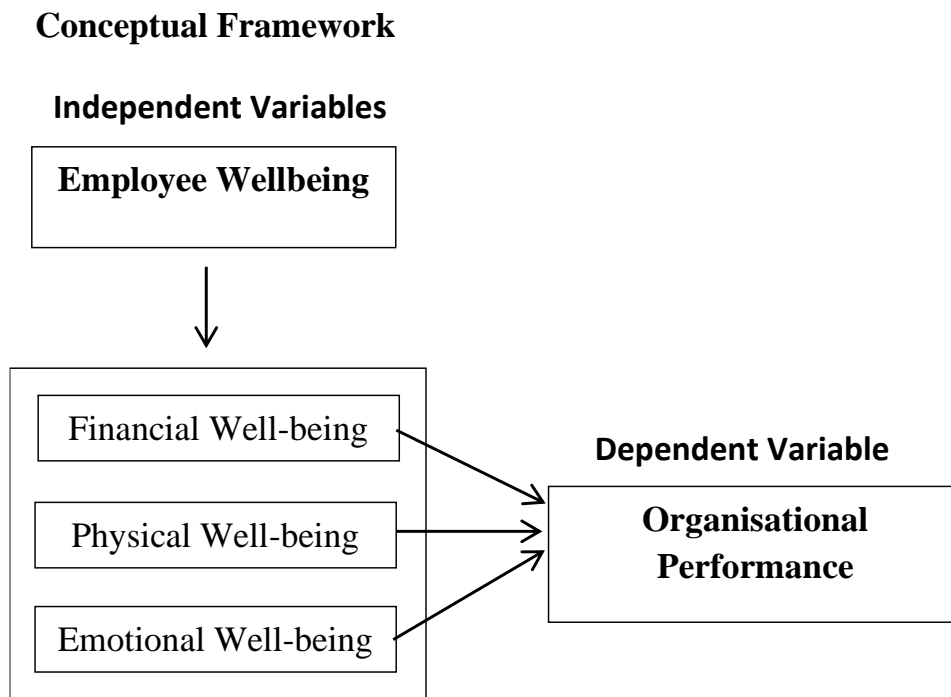 Conceptual Framework
Independent Variables
Employee Wellbeing
Financial Well-being
Physical Well-being
Emotional Well-being
Dependent Variable
Organisational
Performance